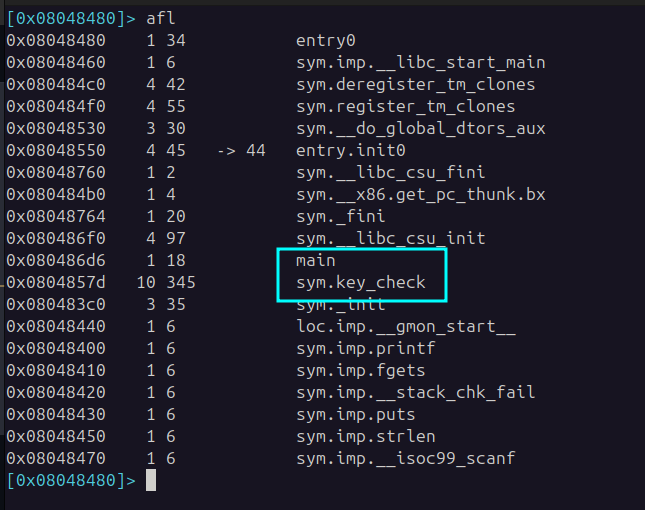 [0x08048480]> afl
0x08048480 1 34 entry0
0x08048460 1 6 sym.imp.__libc_start_main
0x080484c0 4 42 sym.deregister_tm_clones
0x080484f0 4 55 sym.register_tm_clones
0x08048530 3 30 sym.__do_global_dtors_aux
0x08048550 4 45 -> 44 entry.init0
0x08048760 1 2 sym.__libc_csu_fini
0x080484b0 1 4 sym.__x86.get_pc_thunk.bx
0x08048764 1 20 sym._fini
0x080486f0 4 97 sym.__libc_csu_init
0x080486d6 1 18 main
0x0804857d 10 345 sym.key_check
0x080483c0 3 35 sym._init
0x08048440 1 6 loc.imp.__gmon_start__
0x08048400 1 6 sym.imp.printf
0x08048410 1 6 sym.imp.fgets
0x08048420 1 6 sym.imp.__stack_chk_fail
0x08048430 1 6 sym.imp.puts
0x08048450 1 6 sym.imp.strlen
0x08048470 1 6 sym.imp.__isoc99_scanf
[0x08048480]>